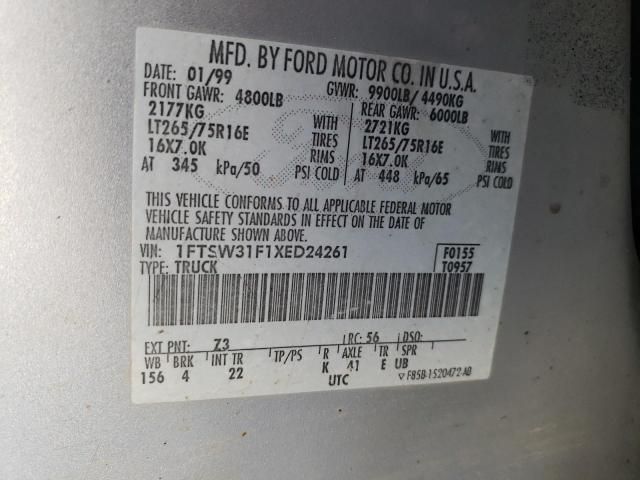 MFD. BY FORD MOTOR CO. IN U.S.A.
DATE: 01/99 GVWR: 9900LB/ 4490KG
FRONT GAWR: 4800LB REAR GAWR: 6000LB
2177KG WITH 2721KG WITH
LT265/75R16E TIRES LT265/75R16E TIRES
16X7.0K RIMS 16X7.0K RIMS
AT 345 kPa/50 PSI COLD AT 448 kPa/65 PSI COLD
THIS VEHICLE CONFORMS TO ALL APPLICABLE FEDERAL MOTOR
VEHICLE SAFETY STANDARDS IN EFFECT ON THE DATE OF
MANUFACTURE SHOWN ABOVE.
VIN: 1FTSW31F1XED24261 F0155
TYPE: TRUCK T0957
EXT PNT: Z3 LRC: 56 DSO:
WB BRK INT TR TP/PS R AXLE TR SPR
156 4 22 K 41 E UB
UTC F85B-1520472-AB